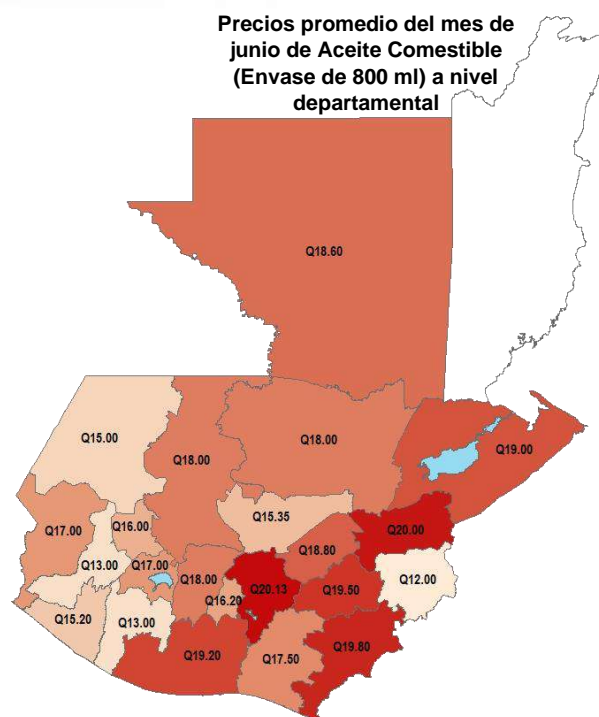 Precios promedio del mes de
junio de Aceite Comestible
(Envase de 800 ml) a nivel
departamental
Q18.60
Q15.00
Q18.00
Q18.00
Q19.00
Q17.00
Q16.00
Q15.35
Q20.00
Q18.80
Q13.00
Q17.00
Q18.00
Q20.13
Q19.50
Q12.00
Q16.20
Q15.20
Q13.00
Q19.20
Q17.50
Q19.80